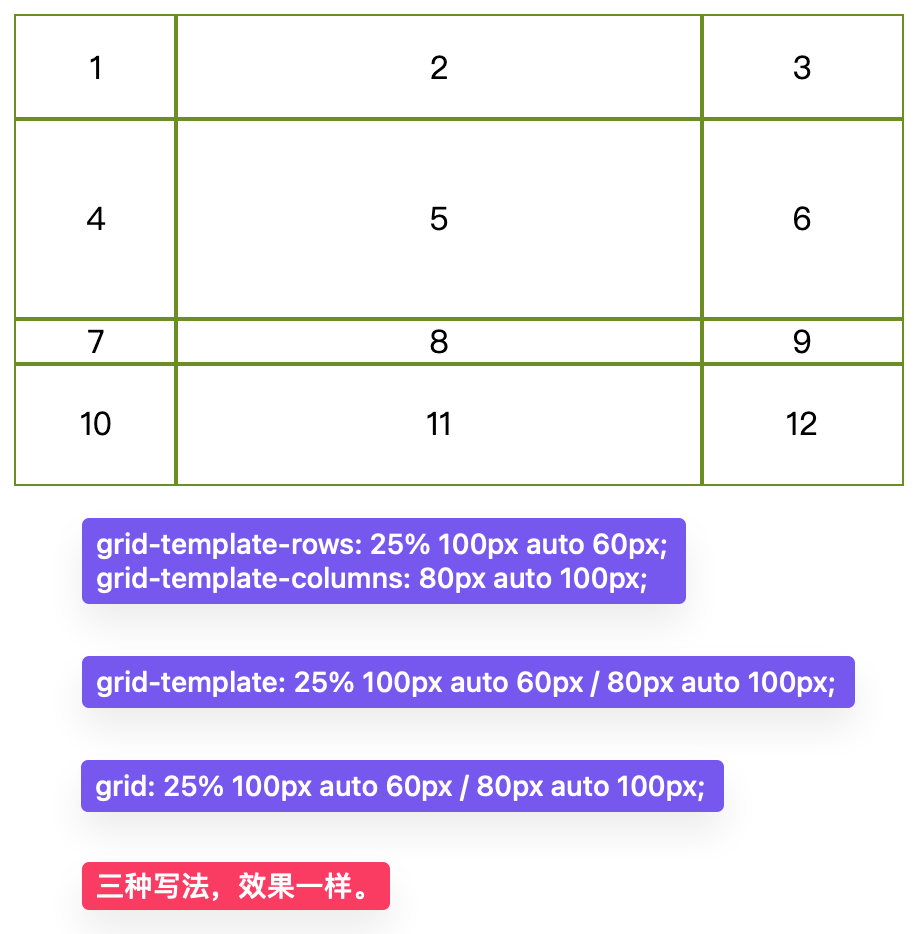 1 2 3
4 5 6
7 8 9
10 11 12
grid-template-rows: 25% 100px auto 60px;
grid-template-columns: 80px auto 100px;
grid-template: 25% 100px auto 60px / 80px auto 100px;
grid: 25% 100px auto 60px / 80px auto 100px;
三种写法，效果一样。